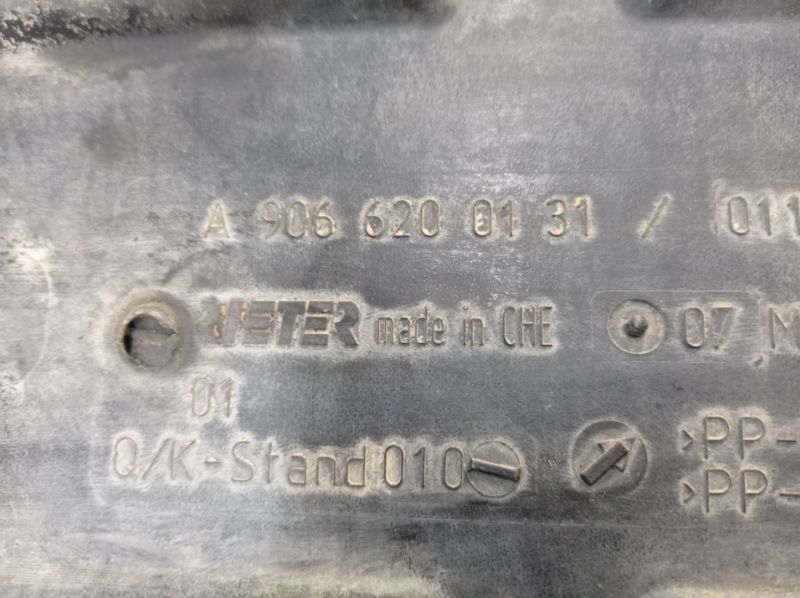 A 906 620 01 31 / 011
RIETER made in CHE 07 M
01
Q/K-Stand 010
>PP-
>PP-